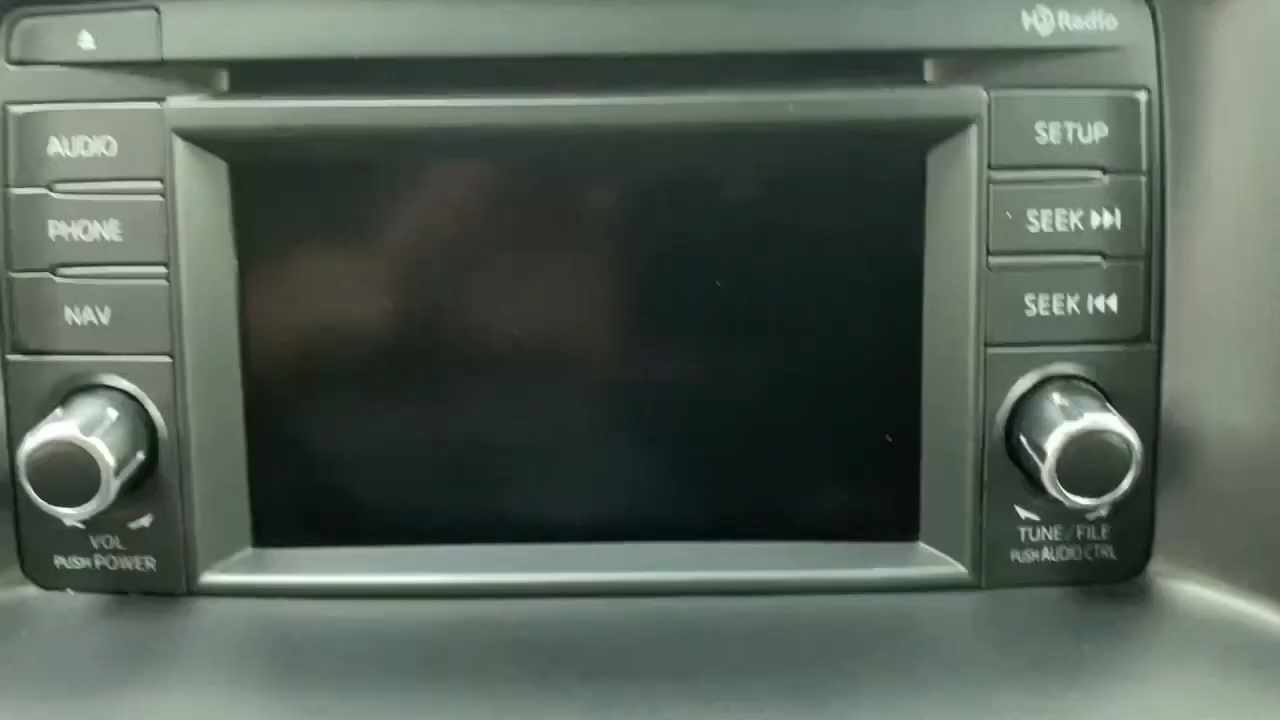 HD Radio
AUDIO
PHONE
NAV
SETUP
SEEK
SEEK
VOL
PUSH POWER
TUNE/FILE
PUSH AUDIO CTRL